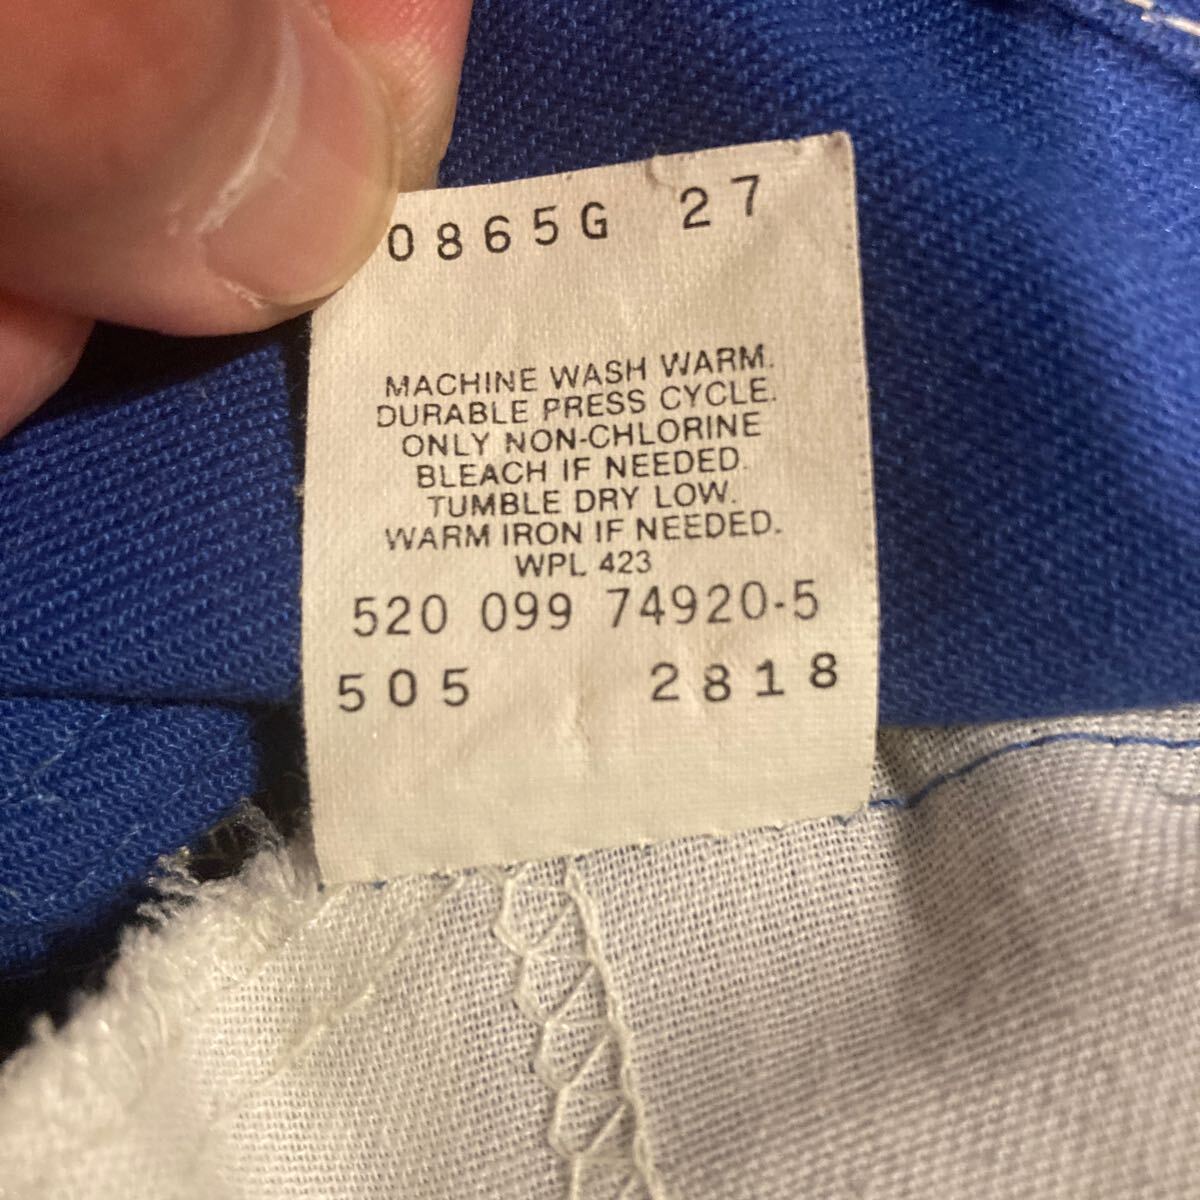 0865G 27
MACHINE WASH WARM.
DURABLE PRESS CYCLE.
ONLY NON-CHLORINE
BLEACH IF NEEDED.
TUMBLE DRY LOW.
WARM IRON IF NEEDED.
WPL 423
520 099 74920-5
505 2818